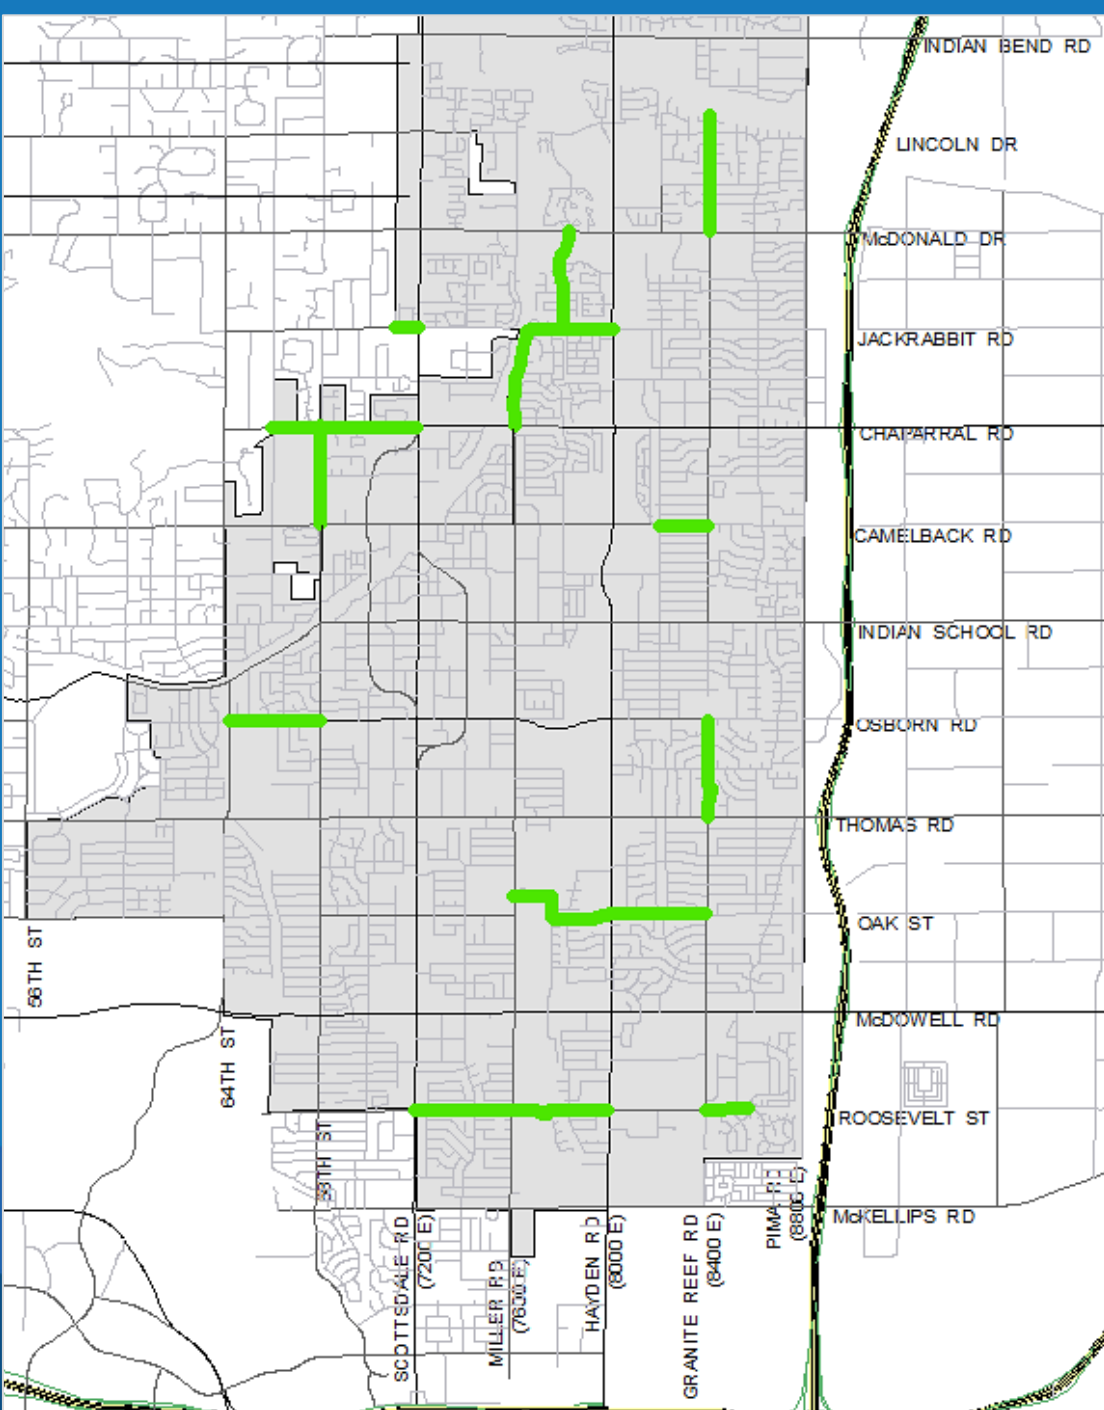 INDIAN BEND RD
LINCOLN DR
McDONALD DR
JACKRABBIT RD
CHAPARRAL RD
CAMELBACK RD
INDIAN SCHOOL RD
OSBORN RD
THOMAS RD
OAK ST
56TH ST
McDOWELL RD
64TH ST
ROOSEVELT ST
68TH ST
McKELLIPS RD
SCOTTSDALE RD
(7200 E)
MILLER RD
(7600 E)
HAYDEN RD
(8000 E)
GRANITE REEF RD
(8400 E)
PIMA RD
(8800 E)